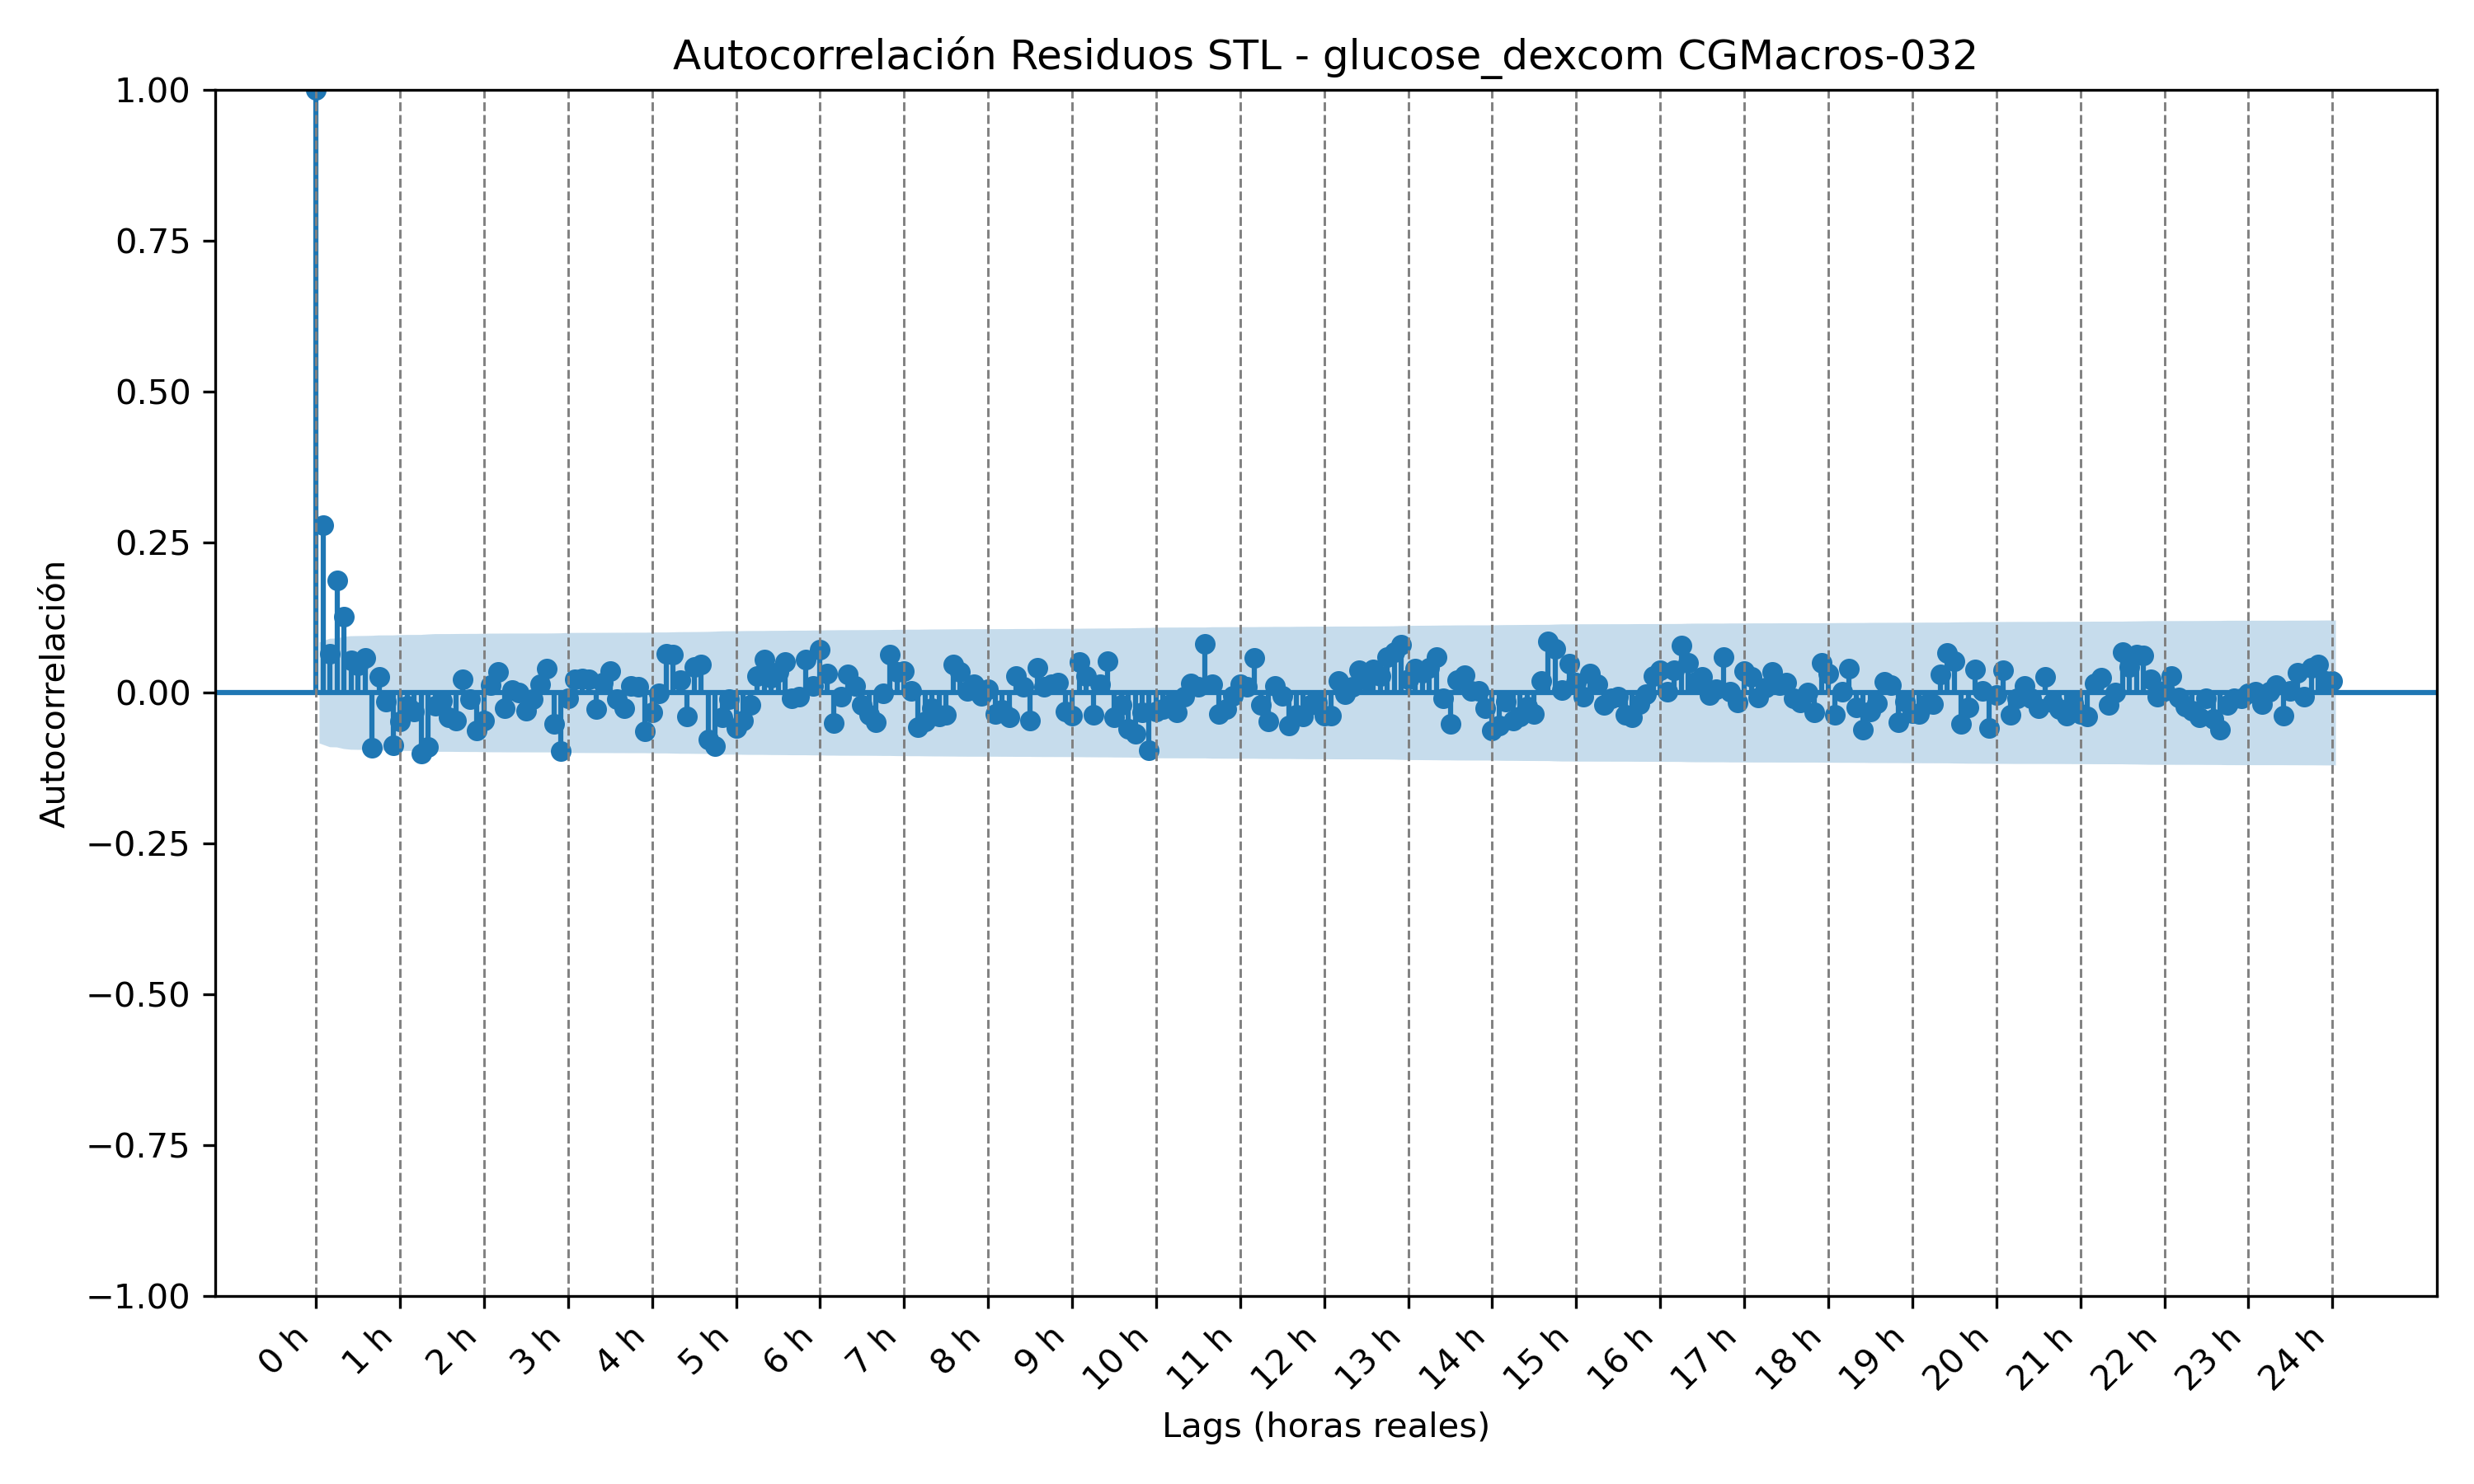 Autocorrelación Residuos STL - glucose_dexcom CGMacros-032
Autocorrelación
1.00
0.75
0.50
0.25
0.00
−0.25
−0.50
−0.75
−1.00
0 h
1 h
2 h
3 h
4 h
5 h
6 h
7 h
8 h
9 h
10 h
11 h
12 h
13 h
14 h
15 h
16 h
17 h
18 h
19 h
20 h
21 h
22 h
23 h
24 h
Lags (horas reales)